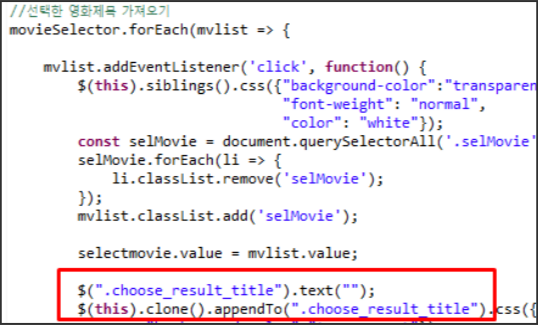 //선택한 영화제목 가져오기
movieSelector.forEach(mvlist => {
mvlist.addEventListener('click', function() {
$(this).siblings().css({"background-color":"transparen
"font-weight": "normal",
"color": "white"});
const selMovie = document.querySelectorAll('.selMovie'
selMovie.forEach(li => {
li.classList.remove('selMovie');
});
mvlist.classList.add('selMovie');
selectmovie.value = mvlist.value;
$(".choose_result_title").text("");
$(this).clone().appendTo(".choose_result_title").css({